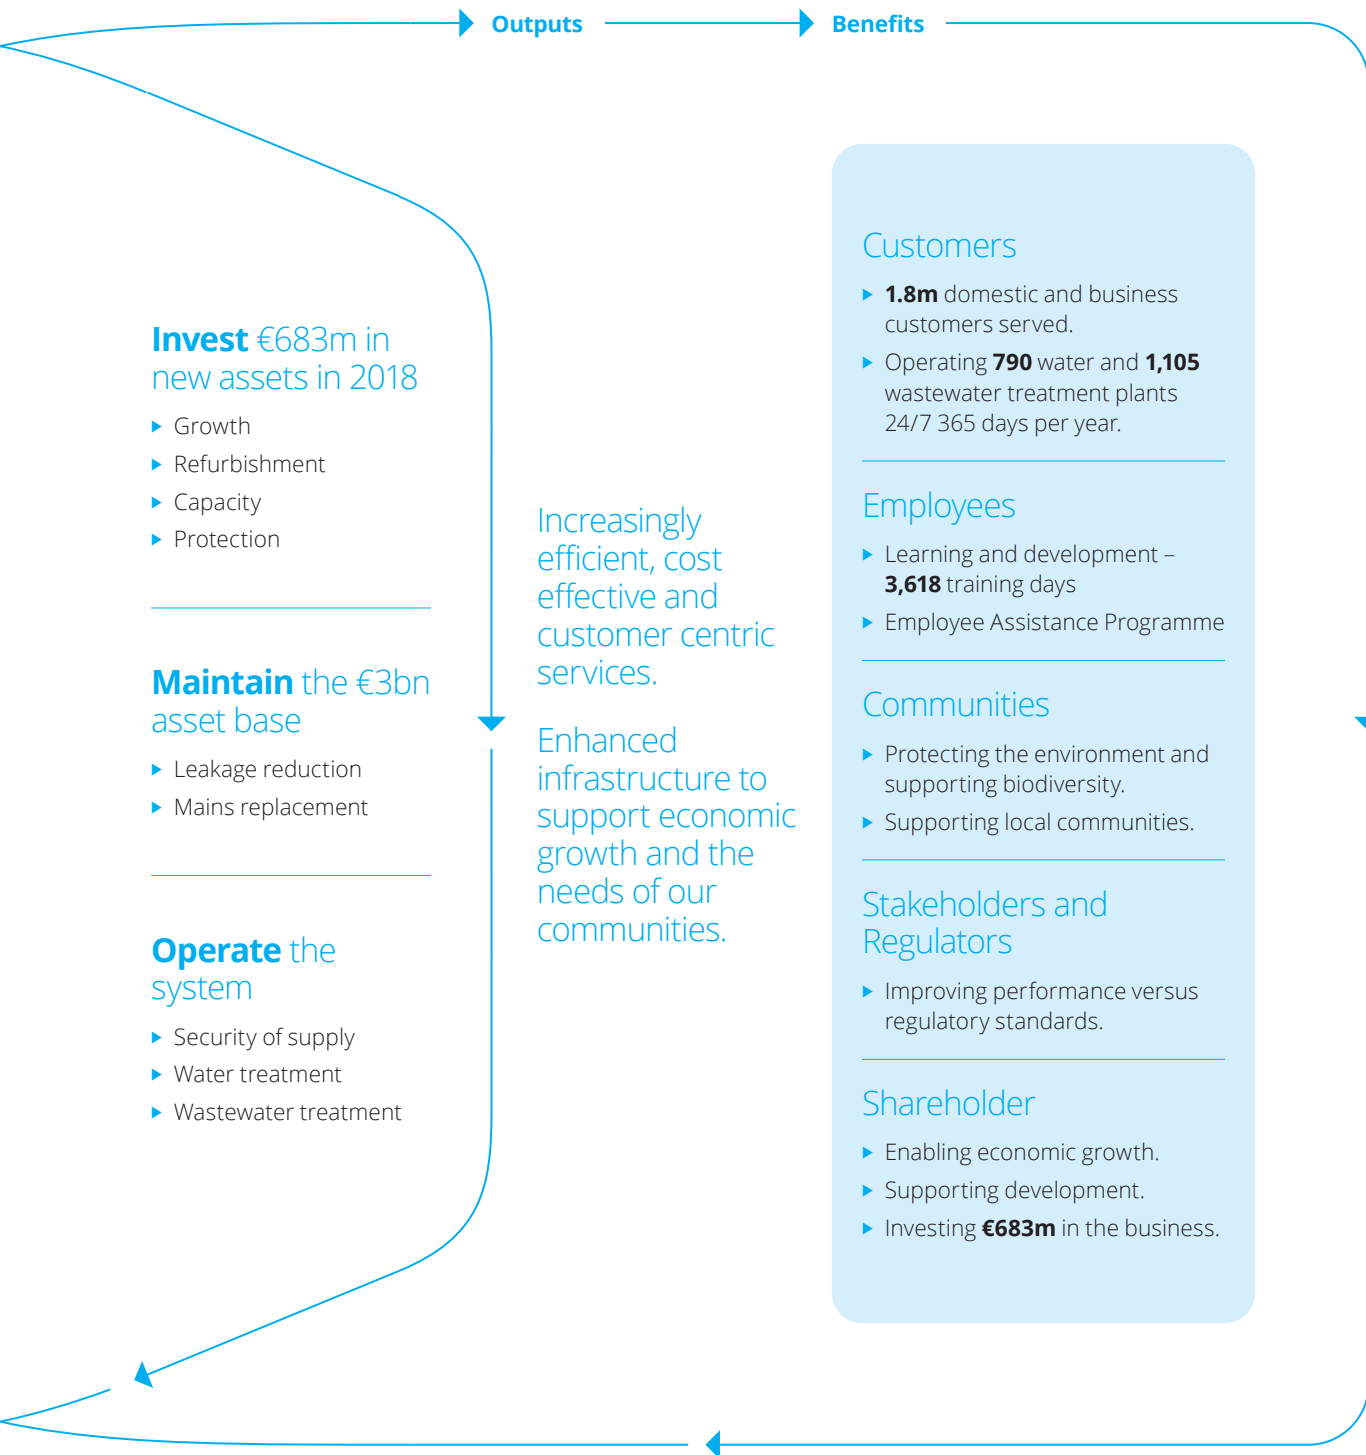 Outputs
Benefits
Invest €683m in
new assets in 2018
Growth
Refurbishment
Capacity
Protection
Maintain the €3bn
asset base
Leakage reduction
Mains replacement
Operate the
system
Security of supply
Water treatment
Wastewater treatment
Increasingly
efficient, cost
effective and
customer centric
services.
Enhanced
infrastructure to
support economic
growth and the
needs of our
communities.
Customers
1.8m domestic and business
customers served.
Operating 790 water and 1,105
wastewater treatment plants
24/7 365 days per year.
Employees
Learning and development –
3,618 training days
Employee Assistance Programme
Communities
Protecting the environment and
supporting biodiversity.
Supporting local communities.
Stakeholders and
Regulators
Improving performance versus
regulatory standards.
Shareholder
Enabling economic growth.
Supporting development.
Investing €683m in the business.